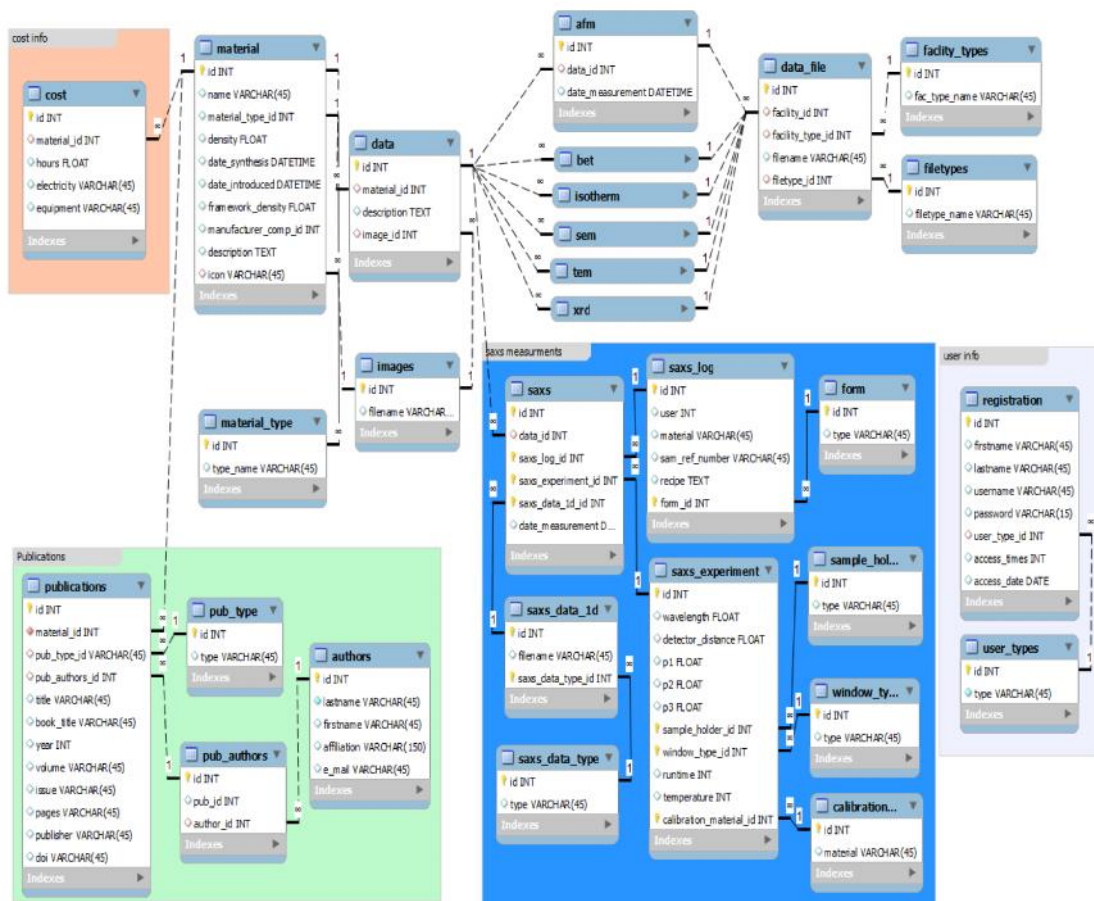 cost info
cost
id INT
material_id INT
hours FLOAT
electricity VARCHAR(45)
equipment VARCHAR(45)
Indexes
material
id INT
name VARCHAR(45)
material_type_id INT
density FLOAT
date_synthesis DATETIME
date_introduced DATETIME
framework_density FLOAT
manufacturer_comp_id INT
description TEXT
icon VARCHAR(45)
Indexes
data
id INT
material_id INT
description TEXT
image_id INT
Indexes
afm
id INT
data_id INT
date_measurement DATETIME
Indexes
bet
isotherm
sem
tem
xrd
data_file
id INT
facility_id INT
facility_type_id INT
filename VARCHAR(45)
filetype_id INT
Indexes
faclity_types
id INT
fac_type_name VARCHAR(45)
Indexes
filetypes
id INT
filetype_name VARCHAR(45)
Indexes
images
id INT
filename VARCHAR...
Indexes
material_type
id INT
type_name VARCHAR(45)
Indexes
saxs measurments
saxs
id INT
data_id INT
saxs_log_id INT
saxs_experiment_id INT
saxs_data_1d_id INT
date_measurement D...
Indexes
saxs_log
id INT
user INT
material VARCHAR(45)
sam_ref_number VARCHAR(45)
recipe TEXT
form_id INT
Indexes
form
id INT
type VARCHAR(45)
Indexes
saxs_data_1d
id INT
filename VARCHAR(45)
saxs_data_type_id INT
Indexes
saxs_data_type
id INT
type VARCHAR(45)
Indexes
saxs_experiment
id INT
wavelength FLOAT
detector_distance FLOAT
p1 FLOAT
p2 FLOAT
p3 FLOAT
sample_holder_id INT
window_type_id INT
runtime INT
temperature INT
calibration_material_id INT
Indexes
sample_hol...
id INT
type VARCHAR(45)
Indexes
window_ty...
id INT
type VARCHAR(45)
Indexes
calibration...
id INT
material VARCHAR(45)
Indexes
user info
registration
id INT
firstname VARCHAR(45)
lastname VARCHAR(45)
username VARCHAR(45)
password VARCHAR(15)
user_type_id INT
access_times INT
access_date DATE
Indexes
user_types
id INT
type VARCHAR(45)
Indexes
Publications
publications
id INT
material_id INT
pub_type_id VARCHAR(45)
pub_authors_id INT
title VARCHAR(45)
book_title VARCHAR(45)
year INT
volume VARCHAR(45)
issue VARCHAR(45)
pages VARCHAR(45)
publisher VARCHAR(45)
doi VARCHAR(45)
Indexes
pub_type
id INT
type VARCHAR(45)
Indexes
pub_authors
id INT
pub_id INT
author_id INT
Indexes
authors
id INT
lastname VARCHAR(45)
firstname VARCHAR(45)
affiliation VARCHAR(150)
e_mail VARCHAR(45)
Indexes